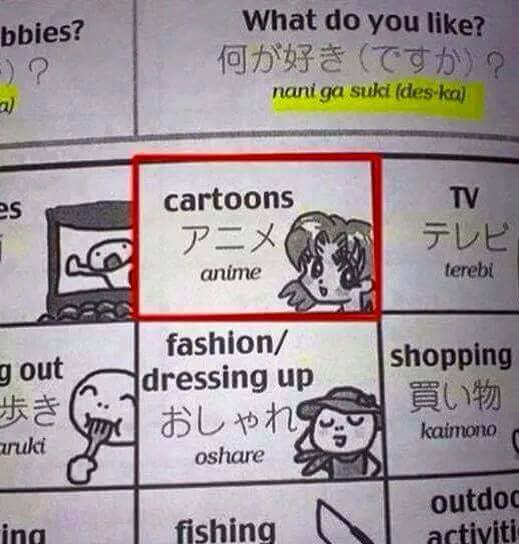 bbies?
)？
a)
What do you like?
何が好き（ですか）？
nani ga suki (des-ka)
es
cartoons
アニメ
anime
TV
テレビ
terebi
g out
歩き
aruki
fashion/
dressing up
おしゃれ
oshare
shopping
買い物
kaimono
ing
fishing
outdoo
activiti